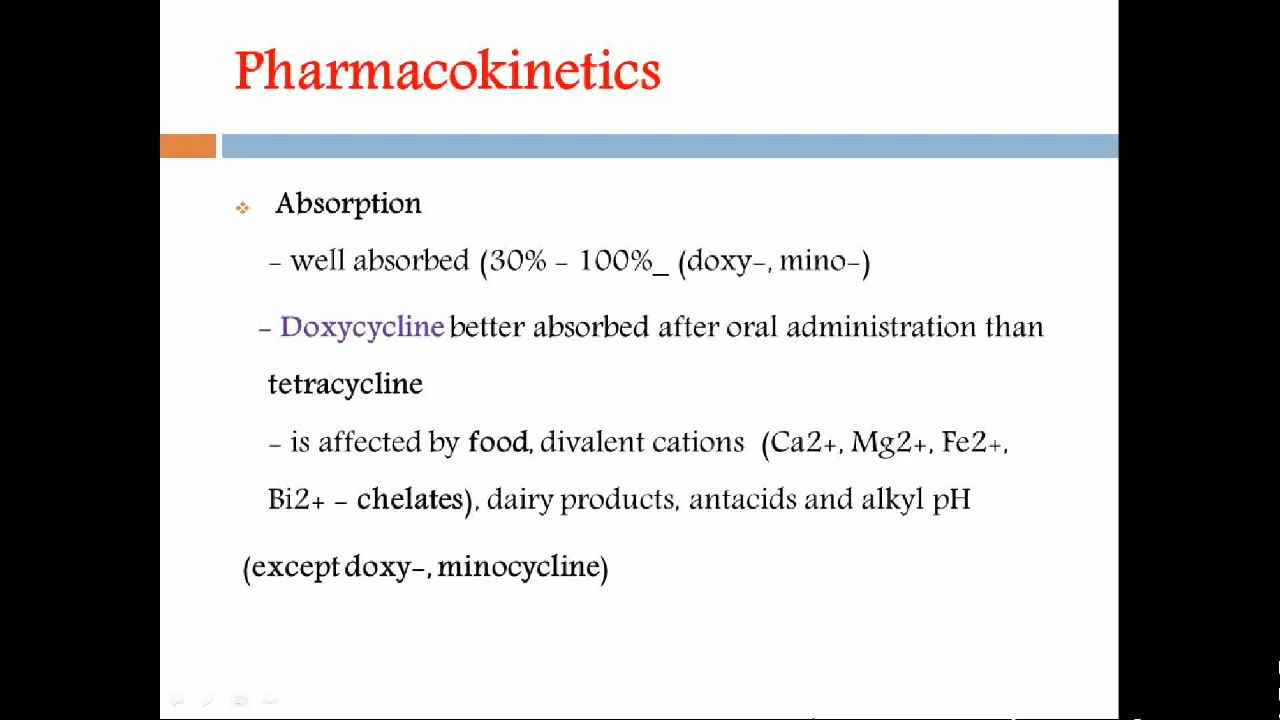 Pharmacokinetics
Absorption
- well absorbed (30% - 100%_ (doxy-, mino-)
- Doxycycline better absorbed after oral administration than
tetracycline
- is affected by food, divalent cations (Ca2+, Mg2+, Fe2+,
Bi2+ - chelates), dairy products, antacids and alkyl pH
(except doxy-, minocycline)